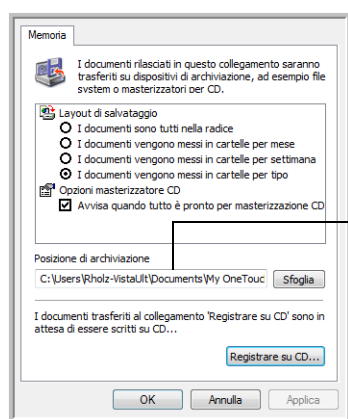 Memoria
I documenti rilasciati in questo collegamento saranno
trasferiti su dispositivi di archiviazione, ad esempio file
system o masterizzatori per CD.
Layout di salvataggio
I documenti sono tutti nella radice
I documenti vengono messi in cartelle per mese
I documenti vengono messi in cartelle per settimana
I documenti vengono messi in cartelle per tipo
Opzioni masterizzatore CD
Avvisa quando tutto è pronto per masterizzazione CD
Posizione di archiviazione
C:\Users\Rholz-VistaUlt\Documents\My OneTouc Sfoglia
I documenti trasferiti al collegamento 'Registrare su CD' sono in
attesa di essere scritti su CD...
Registrare su CD...
OK Annulla Applica